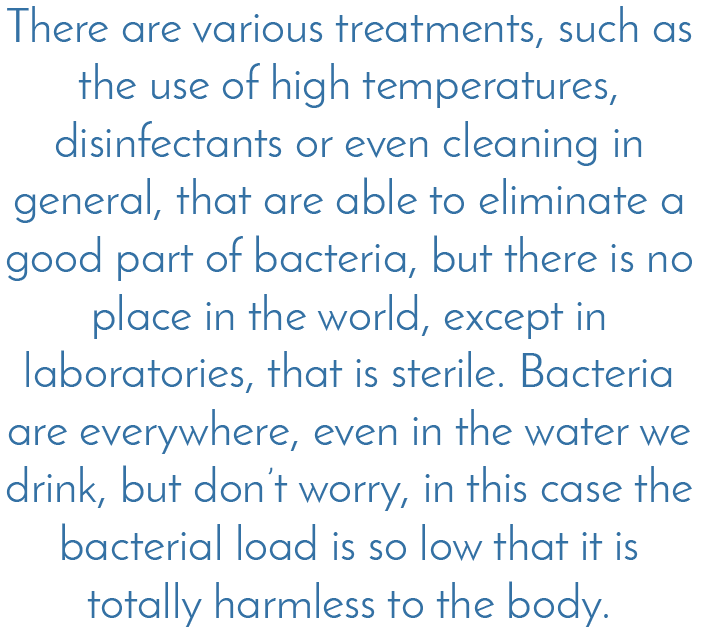 There are various treatments, such as
the use of high temperatures,
disinfectants or even cleaning in
general, that are able to eliminate a
good part of bacteria, but there is no
place in the world, except in
laboratories, that is sterile. Bacteria
are everywhere, even in the water we
drink, but don't worry, in this case the
bacterial load is so low that it is
totally harmless to the body.